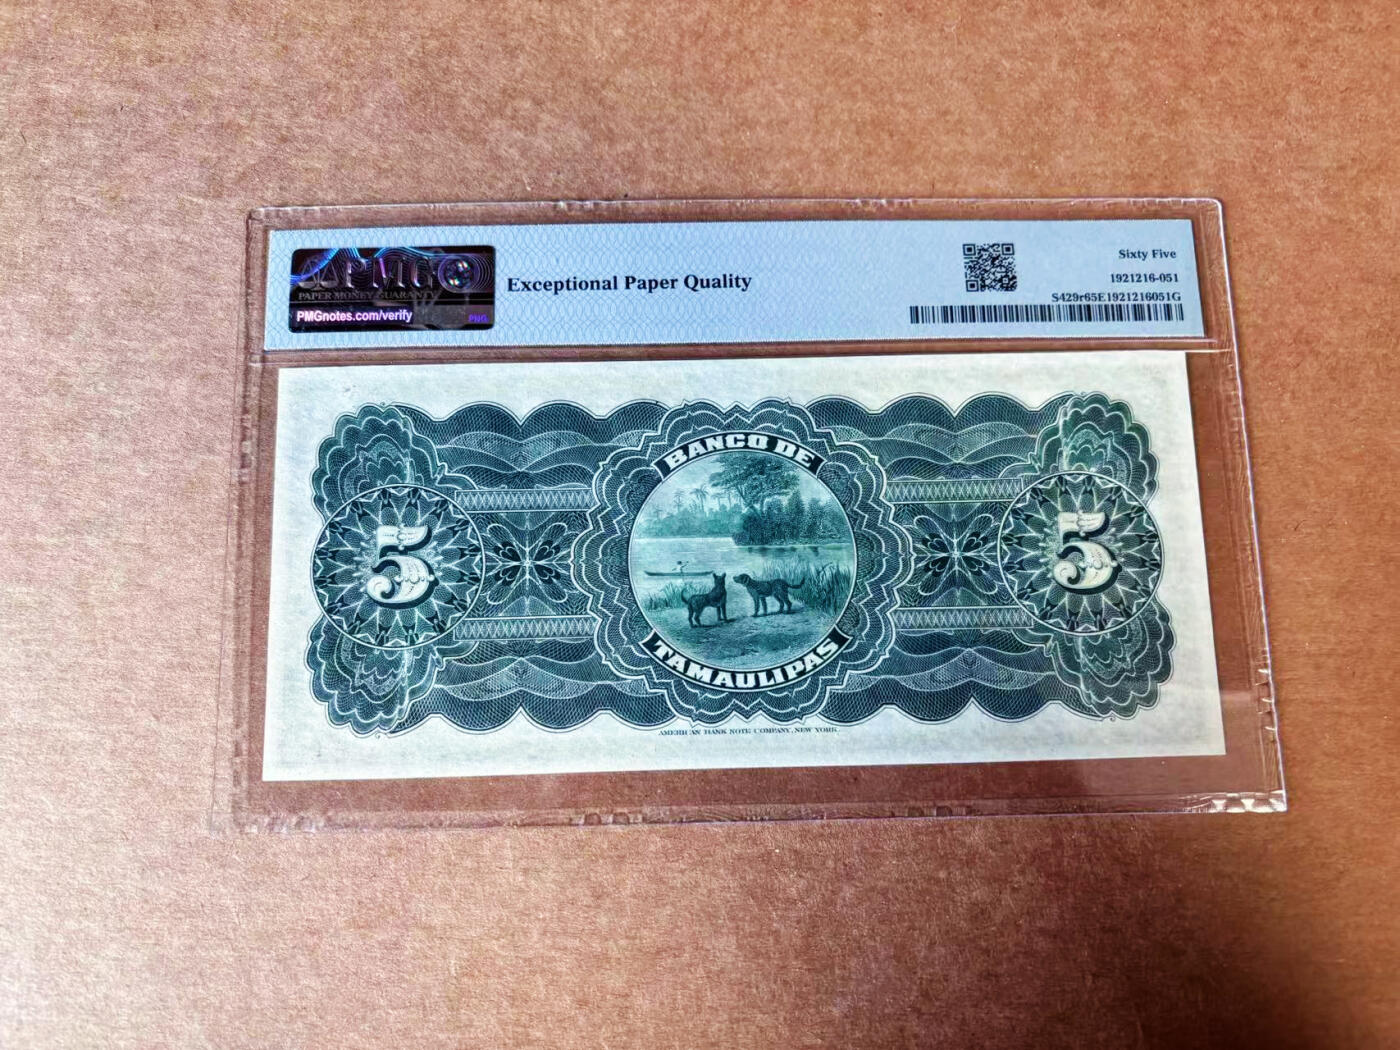 PMG
PAPER MONEY GUARANTY
PMGnotes.com/verify
PNG
Exceptional Paper Quality
Sixty Five
1921216-051
S429r65E1921216051G
BANCO DE
5
5
TAMAULIPAS
AMERICAN BANK NOTE COMPANY, NEW YORK.